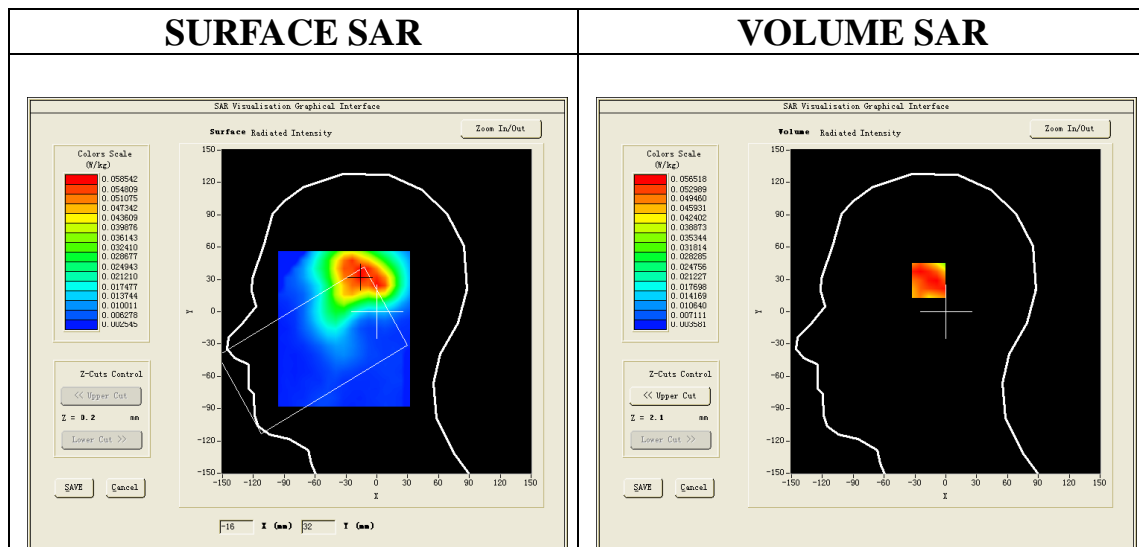 SURFACE SAR
SAR Visualisation Graphical Interface
Surface Radiated Intensity
Zoom In/Out
Colors Scale
(W/kg)
0.058542
0.054809
0.051075
0.047342
0.043609
0.039876
0.036143
0.032410
0.028677
0.024943
0.021210
0.017477
0.013744
0.010011
0.006278
0.002545
Z-Cuts Control
<< Upper Cut
Z = 0.2 mm
Lower Cut >>
SAVE Cancel
150
120
90
60
30
0
-30
-60
-90
-120
-150
Y
-150 -120 -90 -60 -30 0 30 60 90 120 150
X
-16 X (mm) 32 Y (mm)
VOLUME SAR
SAR Visualisation Graphical Interface
Volume Radiated Intensity
Zoom In/Out
Colors Scale
(W/kg)
0.056518
0.052989
0.049460
0.045931
0.042402
0.038873
0.035344
0.031814
0.028285
0.024756
0.021227
0.017698
0.014169
0.010640
0.007111
0.003581
Z-Cuts Control
<< Upper Cut
Z = 2.1 mm
Lower Cut >>
SAVE Cancel
150
120
90
60
30
0
-30
-60
-90
-120
-150
Y
-150 -120 -90 -60 -30 0 30 60 90 120 150
X